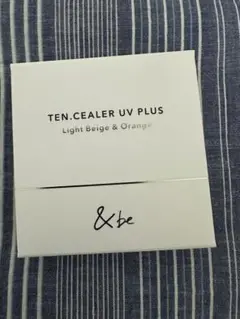 TEN.CEALER UV PLUS
Light Beige & Orange
&be